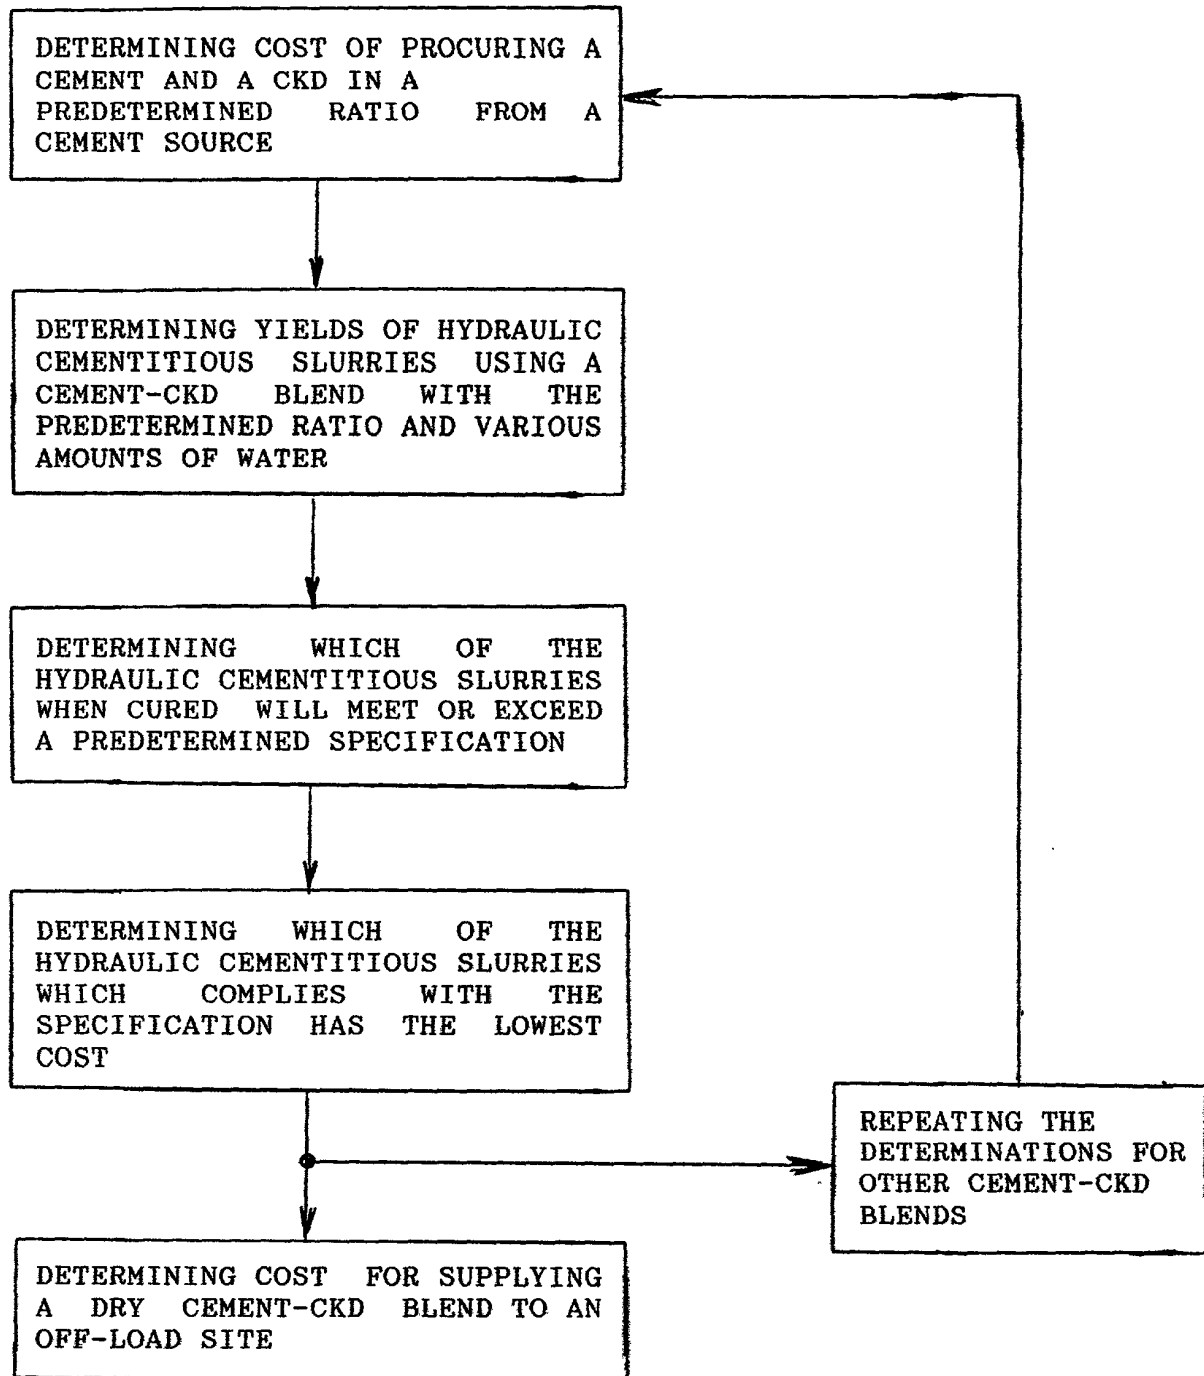 DETERMINING COST OF PROCURING A
CEMENT AND A CKD IN A
PREDETERMINED RATIO FROM A
CEMENT SOURCE
DETERMINING YIELDS OF HYDRAULIC
CEMENTITIOUS SLURRIES USING A
CEMENT-CKD BLEND WITH THE
PREDETERMINED RATIO AND VARIOUS
AMOUNTS OF WATER
DETERMINING WHICH OF THE
HYDRAULIC CEMENTITIOUS SLURRIES
WHEN CURED WILL MEET OR EXCEED
A PREDETERMINED SPECIFICATION
DETERMINING WHICH OF THE
HYDRAULIC CEMENTITIOUS SLURRIES
WHICH COMPLIES WITH THE
SPECIFICATION HAS THE LOWEST
COST
REPEATING THE
DETERMINATIONS FOR
OTHER CEMENT-CKD
BLENDS
DETERMINING COST FOR SUPPLYING
A DRY CEMENT-CKD BLEND TO AN
OFF-LOAD SITE